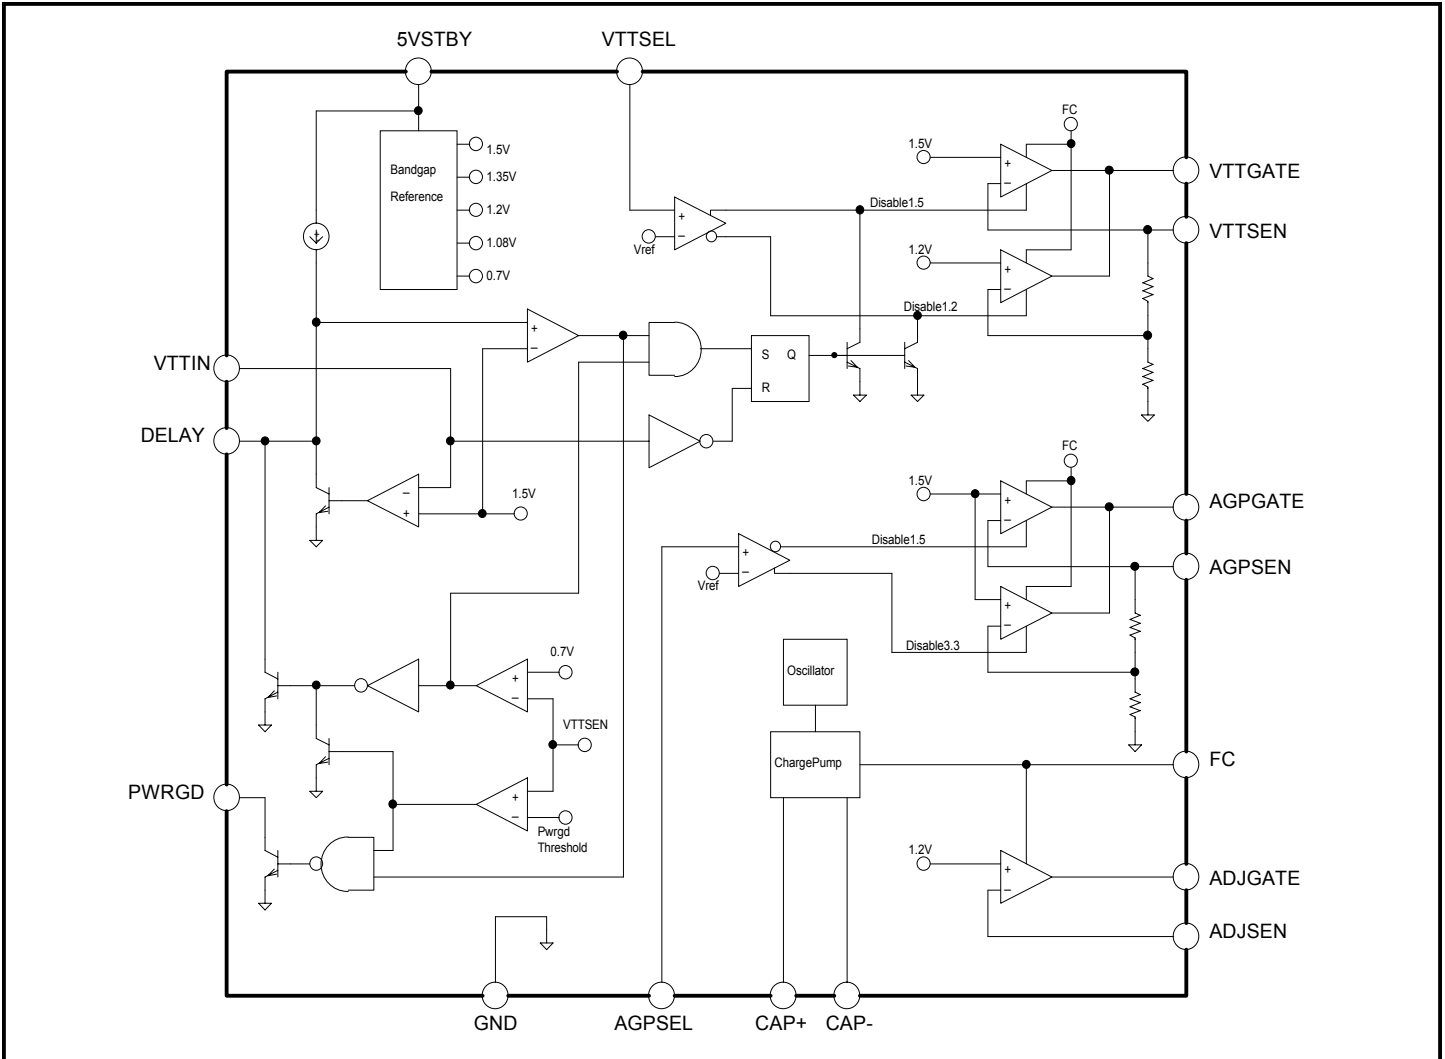 5VSTBY
VTTSEL
FC
1.5V
Bandgap
Reference
1.5V
1.35V
1.2V
1.08V
0.7V
+
−
VTTGATE
Disable1.5
+
−
Vref
VTTSEN
1.2V
+
−
Disable1.2
+
−
S Q
R
VTTIN
DELAY
−
+
1.5V
FC
1.5V
+
−
AGPGATE
Disable1.5
+
−
Vref
AGPSEN
+
−
Disable3.3
0.7V
+
−
Oscillator
VTTSEN
ChargePump
FC
PWRGD
+
−
Pwrgd
Threshold
1.2V
+
−
ADJGATE
ADJSEN
GND
AGPSEL
CAP+
CAP-